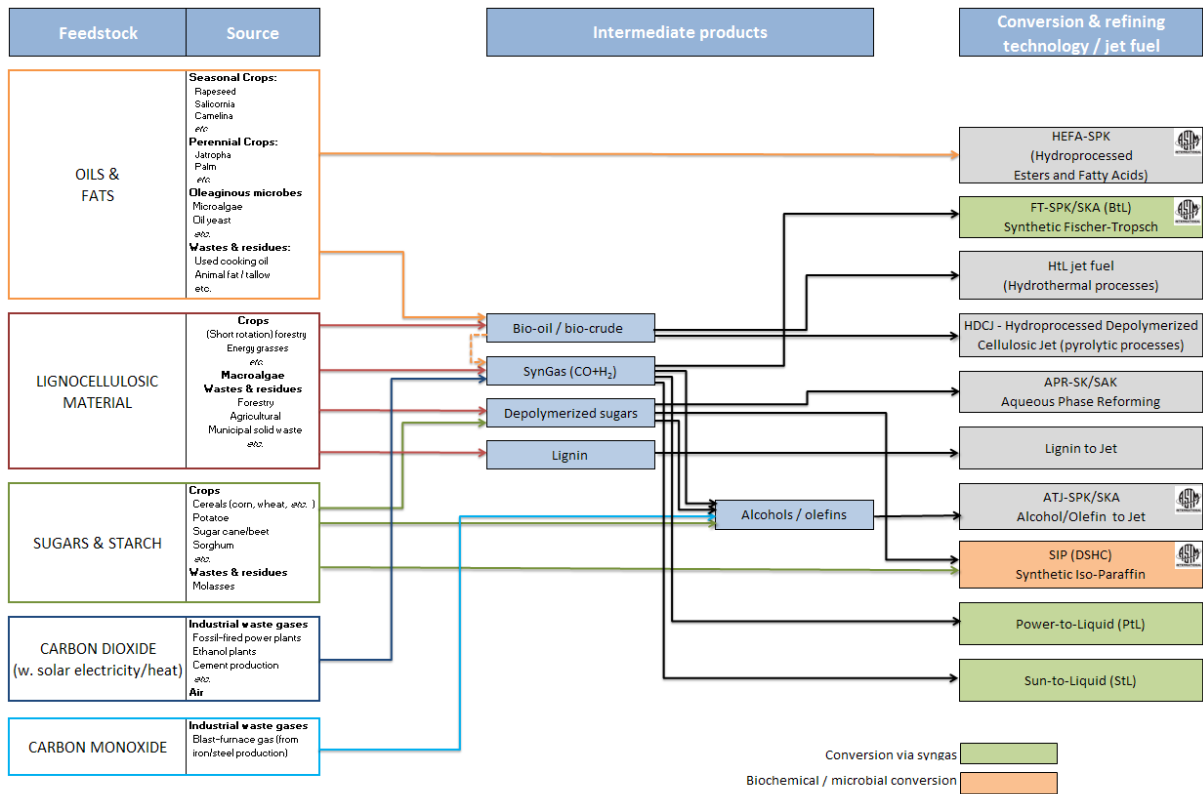 Feedstock
Source
Intermediate products
Conversion & refining
technology / jet fuel
OILS &
FATS
Seasonal Crops:
Rapeseed
Salicornia
Camelina
etc
Perennial Crops:
Jatropha
Palm
etc
Oleaginous microbes
Microalgae
Oil yeast
etc.
Wastes & residues:
Used cooking oil
Animal fat / tallow
etc.
LIGNOCELLULOSIC
MATERIAL
Crops
(Short rotation) forestry
Energy grasses
etc.
Macroalgae
Wastes & residues
Forestry
Agricultural
Municipal solid waste
etc.
SUGARS & STARCH
Crops
Cereals (corn, wheat, etc. )
Potatoe
Sugar cane/beet
Sorghum
etc.
Wastes & residues
Molasses
CARBON DIOXIDE
(w. solar electricity/heat)
Industrial waste gases
Fossil-fired power plants
Ethanol plants
Cement production
etc.
Air
CARBON MONOXIDE
Industrial waste gases
Blast-furnace gas (from
iron/steel production)
Bio-oil / bio-crude
SynGas (CO+H₂)
Depolymerized sugars
Lignin
Alcohols / olefins
HEFA-SPK
(Hydroprocessed
Esters and Fatty Acids)
ASTM
INTERNATIONAL
FT-SPK/SKA (BtL)
Synthetic Fischer-Tropsch
ASTM
INTERNATIONAL
HtL jet fuel
(Hydrothermal processes)
HDCJ - Hydroprocessed Depolymerized
Cellulosic Jet (pyrolytic processes)
APR-SK/SAK
Aqueous Phase Reforming
Lignin to Jet
ATJ-SPK/SKA
Alcohol/Olefin to Jet
ASTM
INTERNATIONAL
SIP (DSHC)
Synthetic Iso-Paraffin
ASTM
INTERNATIONAL
Power-to-Liquid (PtL)
Sun-to-Liquid (StL)
Conversion via syngas
Biochemical / microbial conversion